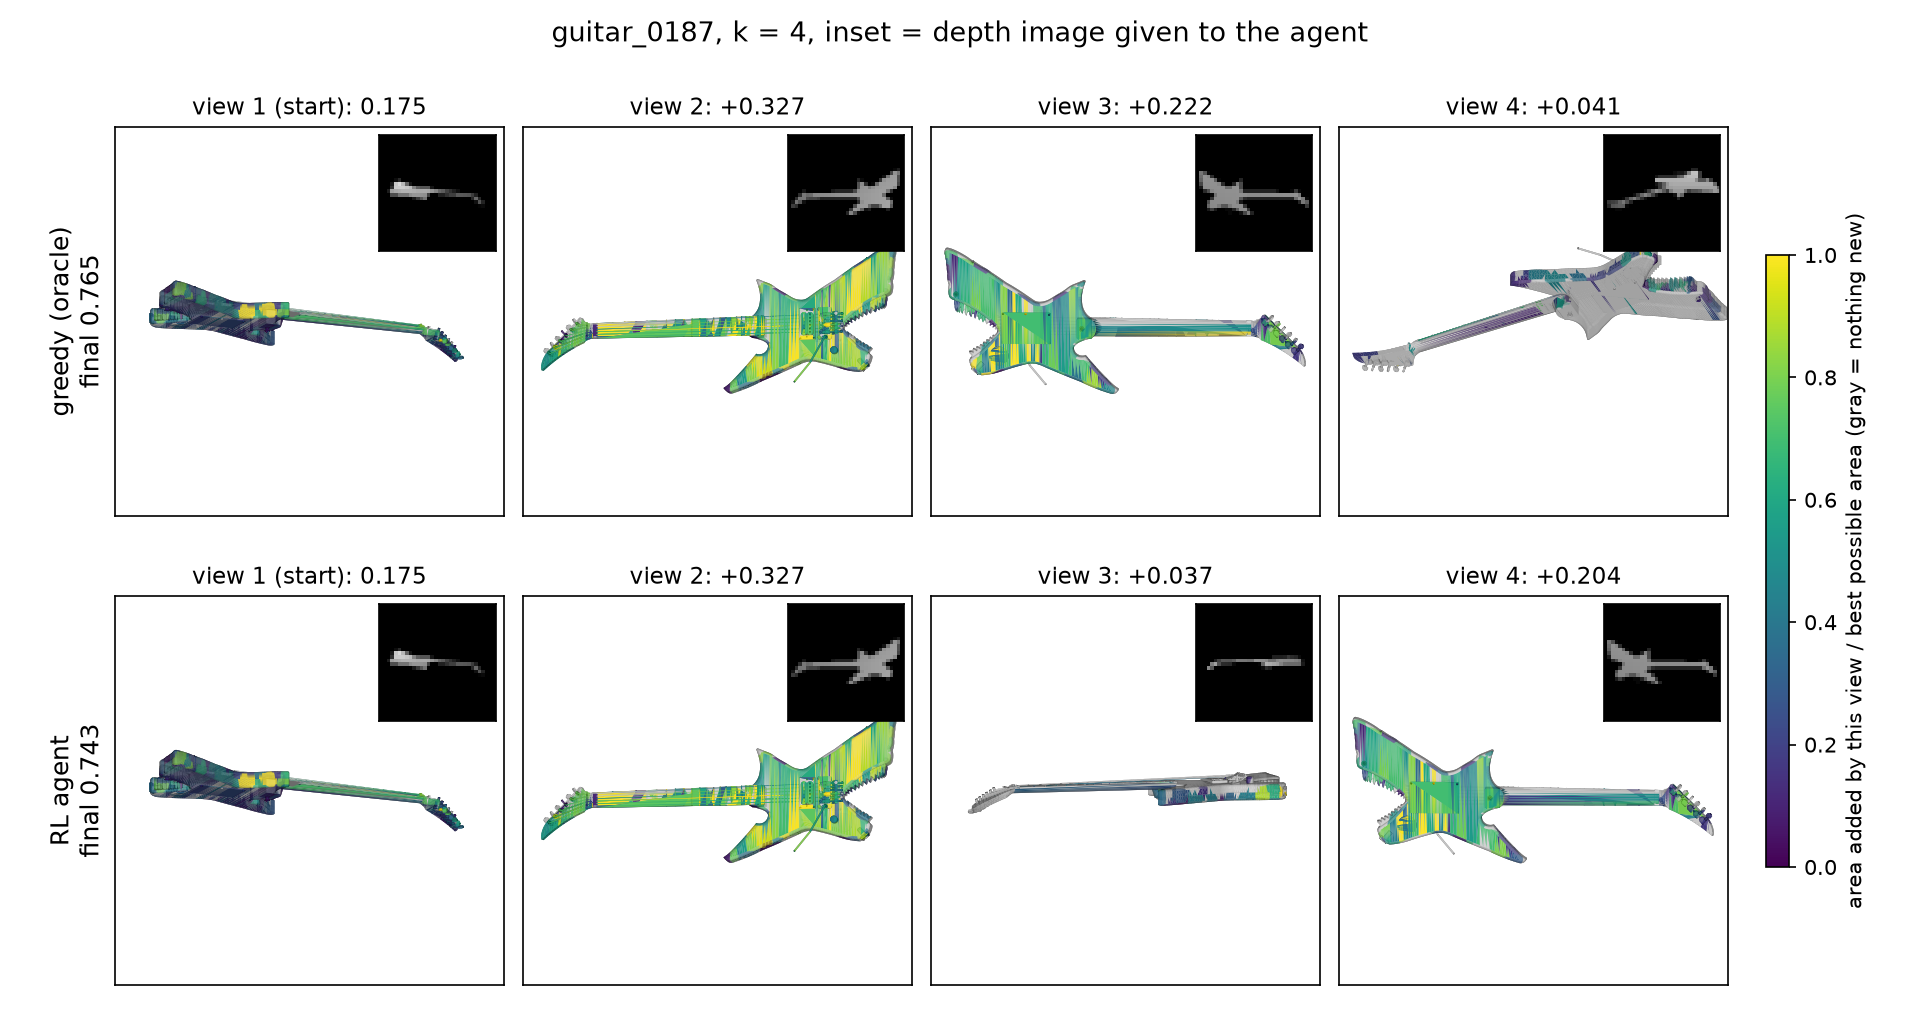 guitar_0187, k = 4, inset = depth image given to the agent
view 1 (start): 0.175
view 2: +0.327
view 3: +0.222
view 4: +0.041
greedy (oracle)
final 0.765
view 1 (start): 0.175
view 2: +0.327
view 3: +0.037
view 4: +0.204
RL agent
final 0.743
1.0
0.8
0.6
0.4
0.2
0.0
area added by this view / best possible area (gray = nothing new)